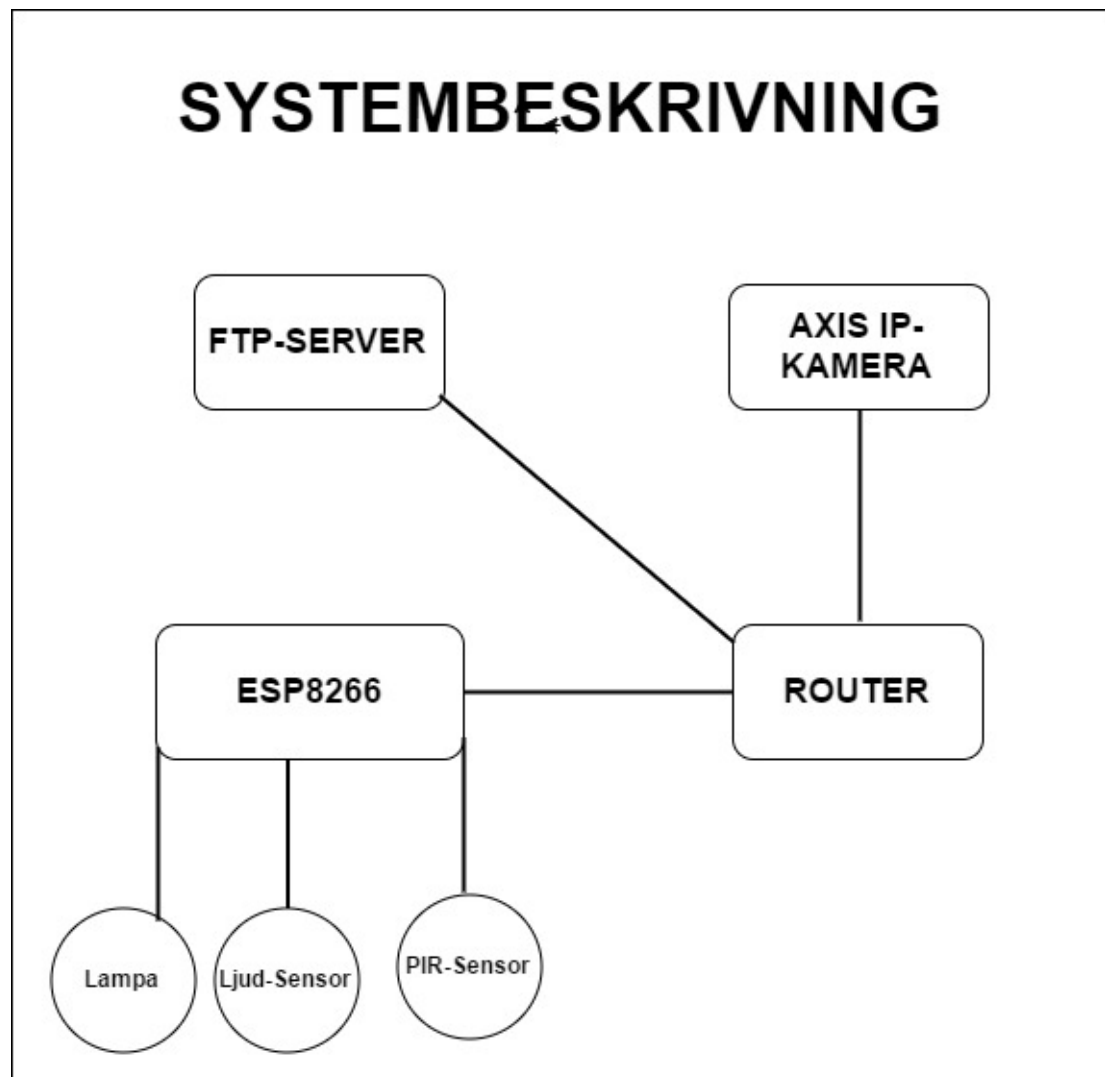 SYSTEMBESKRIVNING
FTP-SERVER
AXIS IP-
KAMERA
ESP8266
ROUTER
Lampa
Ljud-Sensor
PIR-Sensor